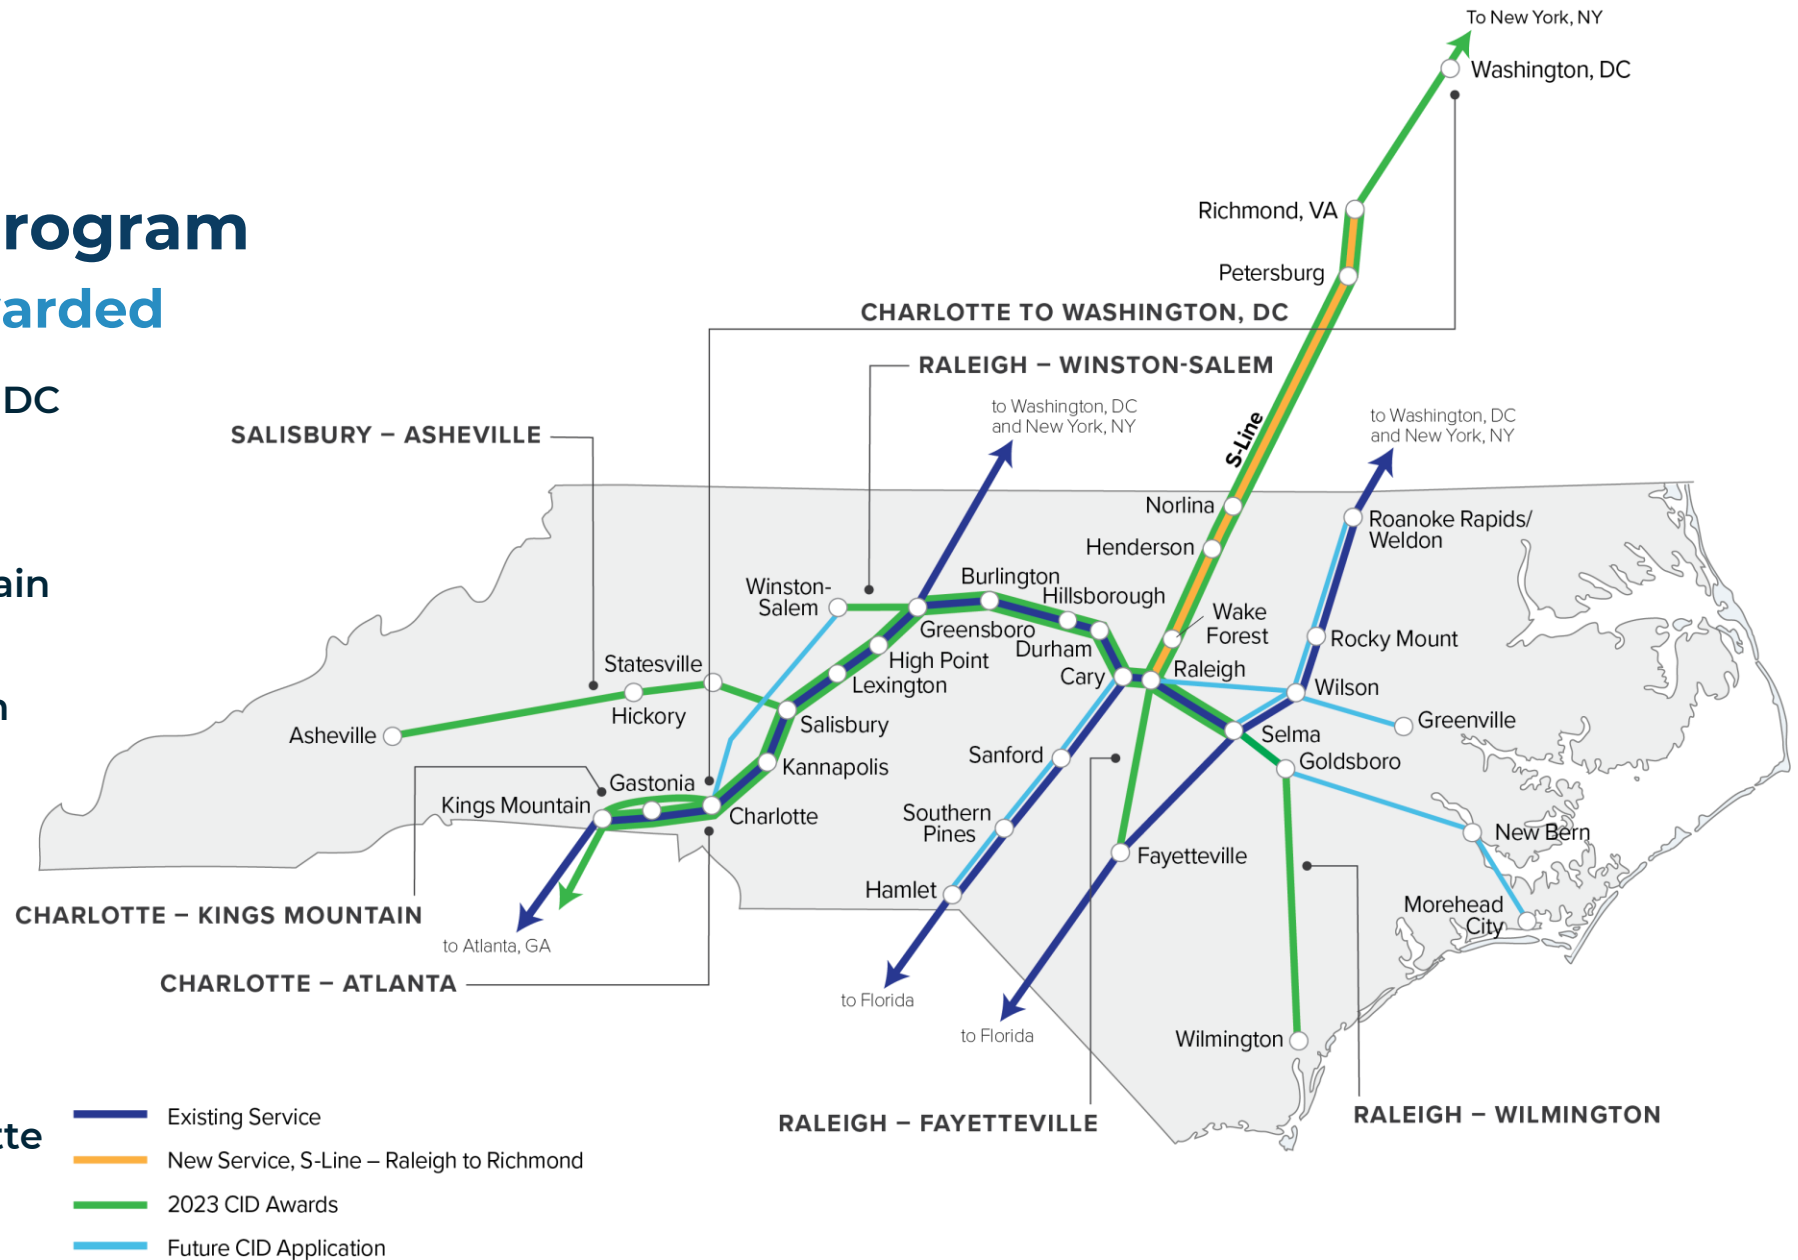 To New York, NY
Washington, DC
Richmond, VA
rogram
Petersburg
arded
CHARLOTTE TO WASHINGTON, DC
RALEIGH – WINSTON-SALEM
DC
to Washington, DC
and New York, NY
to Washington, DC
and New York, NY
SALISBURY – ASHEVILLE
S-Line
Norlina
Roanoke Rapids/
Weldon
Henderson
ain
Winston-
Salem
Burlington
Hillsborough
Wake
Forest
Greensboro
Durham
Rocky Mount
High Point
Statesville
Cary
Raleigh
Lexington
Wilson
n
Hickory
Salisbury
Greenville
Asheville
Selma
Sanford
Goldsboro
Kannapolis
Gastonia
Kings Mountain
Charlotte
Southern
Pines
New Bern
Fayetteville
Hamlet
Morehead
City
CHARLOTTE – KINGS MOUNTAIN
to Atlanta, GA
CHARLOTTE – ATLANTA
to Florida
to Florida
Wilmington
RALEIGH – FAYETTEVILLE
RALEIGH – WILMINGTON
tte
Existing Service
New Service, S-Line – Raleigh to Richmond
2023 CID Awards
Future CID Application